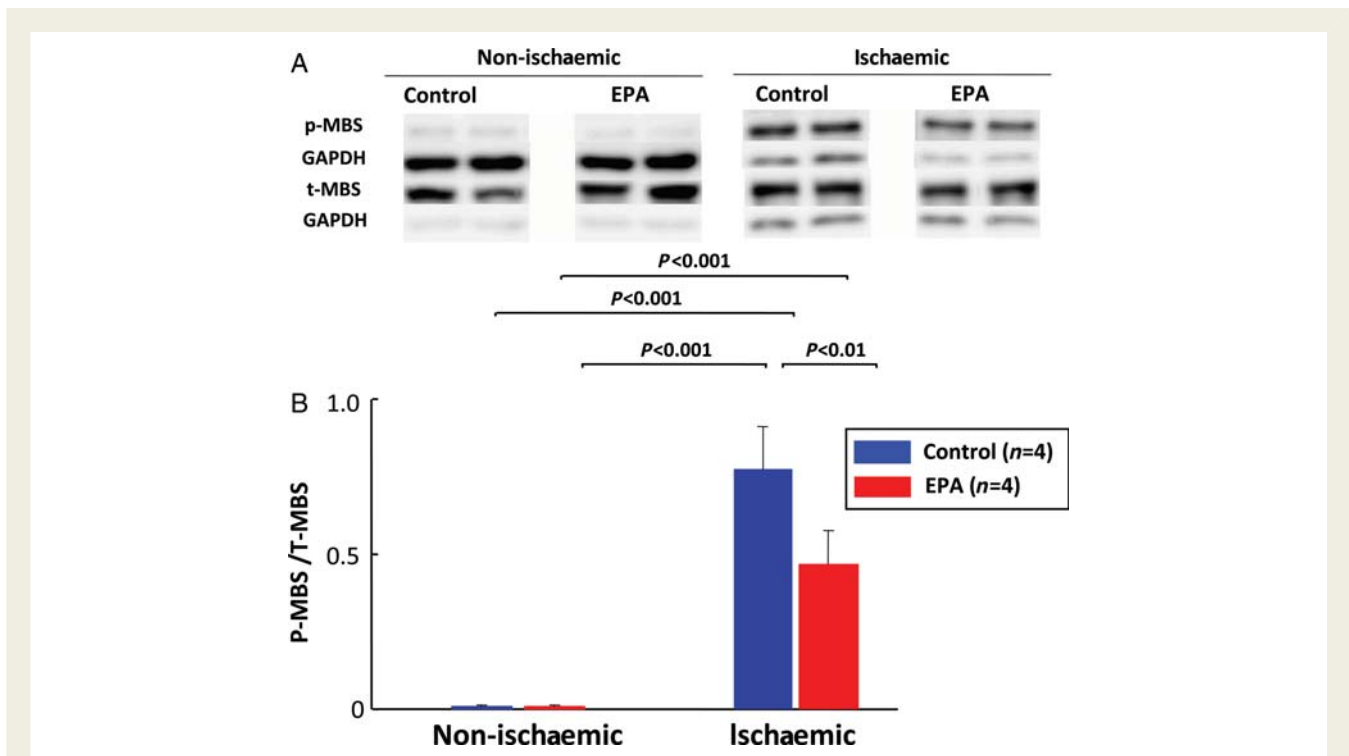 A
Non-ischaemic Ischaemic
Control EPA Control EPA
p-MBS
GAPDH
t-MBS
GAPDH
P<0.001
P<0.001
P<0.001 P<0.01
B
1.0
Control (n=4)
EPA (n=4)
0.5
P-MBS /T-MBS
0
Non-ischaemic Ischaemic